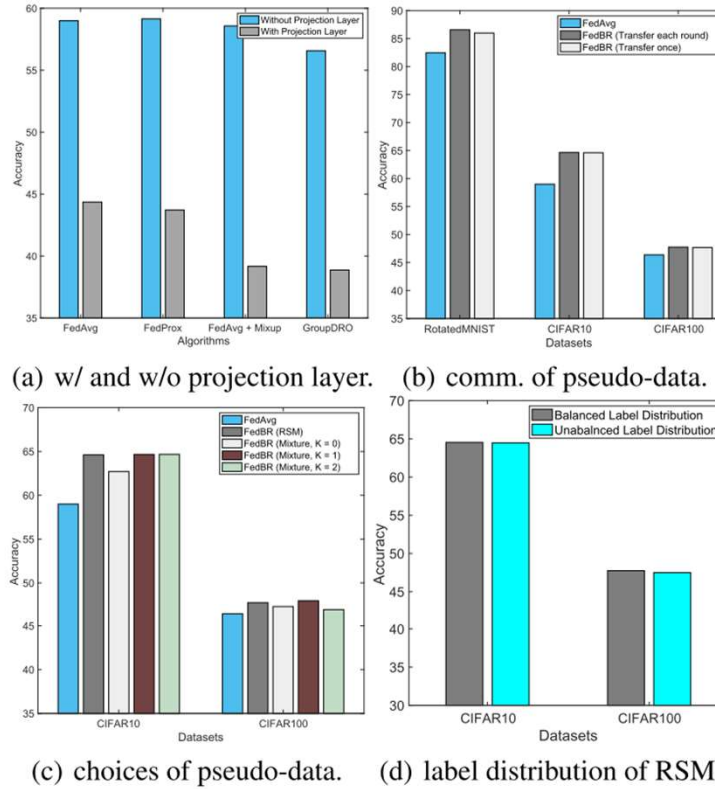 60
55
50
45
40
35
Accuracy
Without Projection Layer
With Projection Layer
FedAvg
FedProx
FedAvg + Mixup
GroupDRO
Algorithms
(a) w/ and w/o projection layer.
90
85
80
75
70
65
60
55
50
45
40
35
Accuracy
FedAvg
FedBR (Transfer each round)
FedBR (Transfer once)
RotatedMNIST
CIFAR10
CIFAR100
Datasets
(b) comm. of pseudo-data.
70
65
60
55
50
45
40
35
Accuracy
FedAvg
FedBR (RSM)
FedBR (Mixture, K = 0)
FedBR (Mixture, K = 1)
FedBR (Mixture, K = 2)
CIFAR10
CIFAR100
Datasets
(c) choices of pseudo-data.
70
65
60
55
50
45
40
35
30
Accuracy
Balanced Label Distribution
Unabalnced Label Distribution
CIFAR10
CIFAR100
Datasets
(d) label distribution of RSM